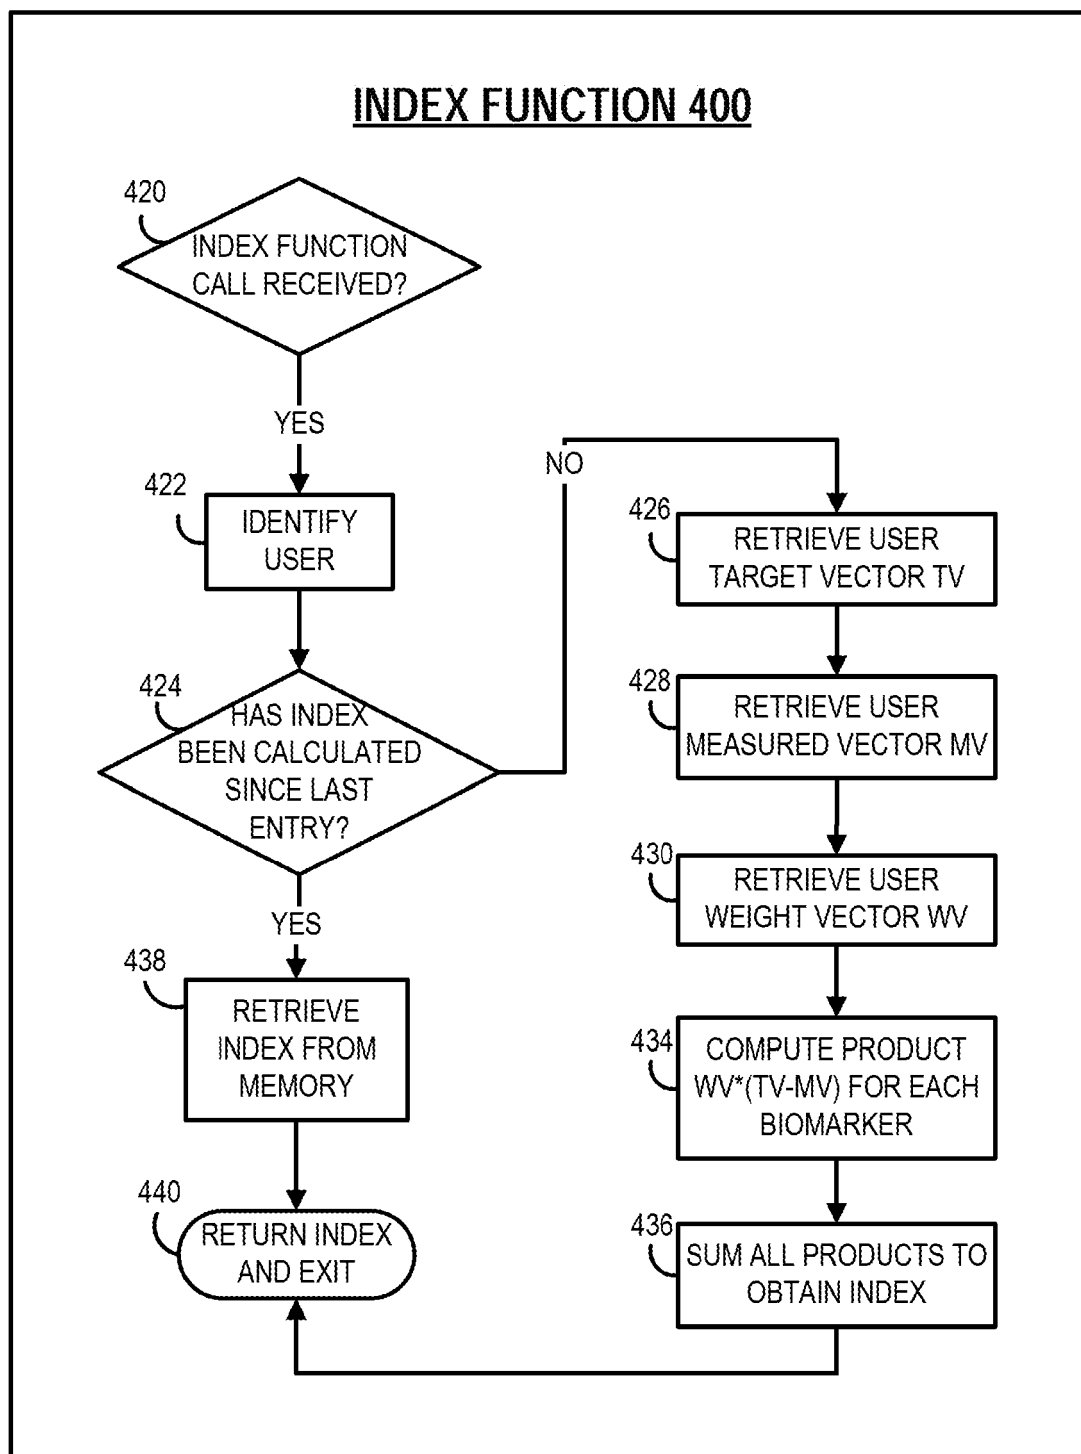 INDEX FUNCTION 400
420
INDEX FUNCTION
CALL RECEIVED?
YES
422
IDENTIFY
USER
424
HAS INDEX
BEEN CALCULATED
SINCE LAST
ENTRY?
YES
438
RETRIEVE
INDEX FROM
MEMORY
440
RETURN INDEX
AND EXIT
NO
426
RETRIEVE USER
TARGET VECTOR TV
428
RETRIEVE USER
MEASURED VECTOR MV
430
RETRIEVE USER
WEIGHT VECTOR WV
434
COMPUTE PRODUCT
WV*(TV-MV) FOR EACH
BIOMARKER
436
SUM ALL PRODUCTS TO
OBTAIN INDEX